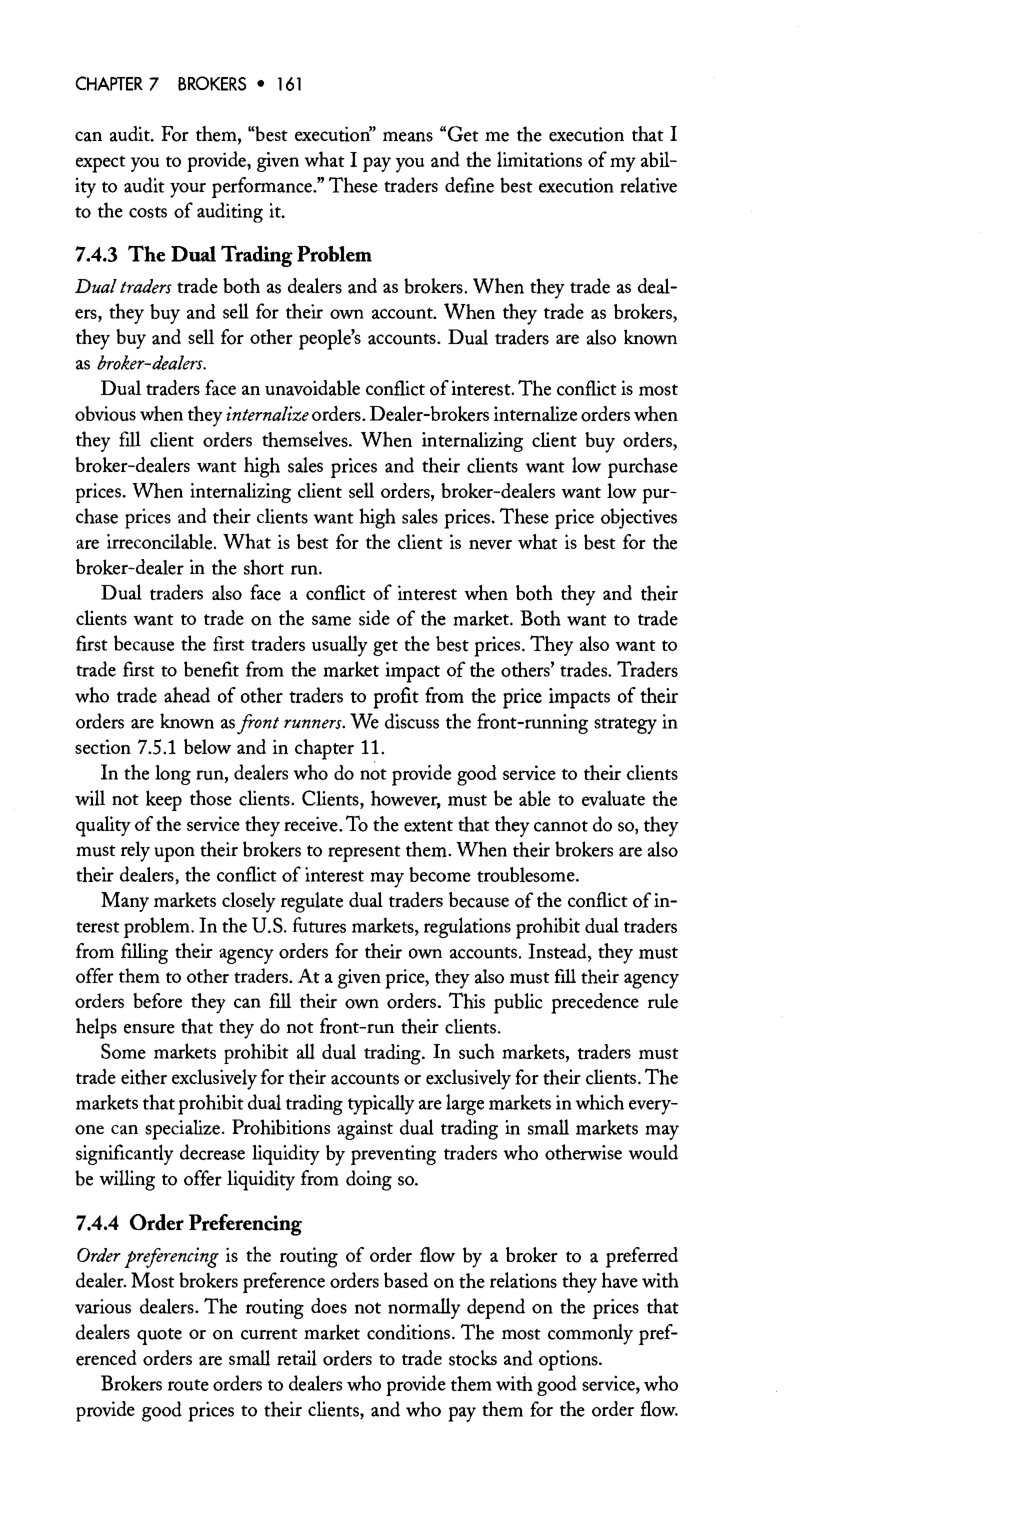 CHAPTER 7 BROKERS • 161
can audit. For them, “best execution” means “Get me the execution that I
expect you to provide, given what I pay you and the limitations of my abil-
ity to audit your performance.” These traders define best execution relative
to the costs of auditing it.
7.4.3 The Dual Trading Problem
Dual traders trade both as dealers and as brokers. When they trade as deal-
ers, they buy and sell for their own account. When they trade as brokers,
they buy and sell for other people’s accounts. Dual traders are also known
as broker-dealers.
Dual traders face an unavoidable conflict of interest. The conflict is most
obvious when they internalize orders. Dealer-brokers internalize orders when
they fill client orders themselves. When internalizing client buy orders,
broker-dealers want high sales prices and their clients want low purchase
prices. When internalizing client sell orders, broker-dealers want low pur-
chase prices and their clients want high sales prices. These price objectives
are irreconcilable. What is best for the client is never what is best for the
broker-dealer in the short run.
Dual traders also face a conflict of interest when both they and their
clients want to trade on the same side of the market. Both want to trade
first because the first traders usually get the best prices. They also want to
trade first to benefit from the market impact of the others’ trades. Traders
who trade ahead of other traders to profit from the price impacts of their
orders are known as front runners. We discuss the front-running strategy in
section 7.5.1 below and in chapter 11.
In the long run, dealers who do not provide good service to their clients
will not keep those clients. Clients, however, must be able to evaluate the
quality of the service they receive. To the extent that they cannot do so, they
must rely upon their brokers to represent them. When their brokers are also
their dealers, the conflict of interest may become troublesome.
Many markets closely regulate dual traders because of the conflict of in-
terest problem. In the U.S. futures markets, regulations prohibit dual traders
from filling their agency orders for their own accounts. Instead, they must
offer them to other traders. At a given price, they also must fill their agency
orders before they can fill their own orders. This public precedence rule
helps ensure that they do not front-run their clients.
Some markets prohibit all dual trading. In such markets, traders must
trade either exclusively for their accounts or exclusively for their clients. The
markets that prohibit dual trading typically are large markets in which every-
one can specialize. Prohibitions against dual trading in small markets may
significantly decrease liquidity by preventing traders who otherwise would
be willing to offer liquidity from doing so.
7.4.4 Order Preferencing
Order preferencing is the routing of order flow by a broker to a preferred
dealer. Most brokers preference orders based on the relations they have with
various dealers. The routing does not normally depend on the prices that
dealers quote or on current market conditions. The most commonly pref-
erenced orders are small retail orders to trade stocks and options.
Brokers route orders to dealers who provide them with good service, who
provide good prices to their clients, and who pay them for the order flow.